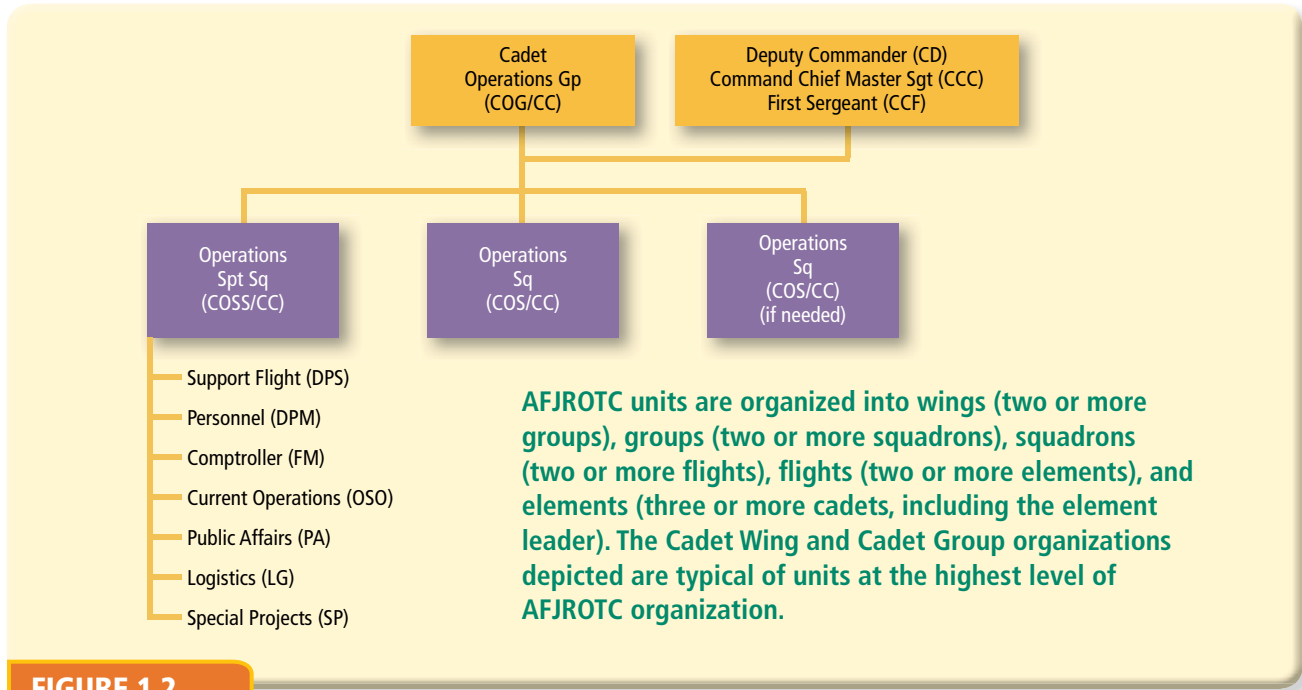 Cadet
Operations Gp
(COG/CC)
Deputy Commander (CD)
Command Chief Master Sgt (CCC)
First Sergeant (CCF)
Operations
Spt Sq
(COSS/CC)
Operations
Sq
(COS/CC)
Operations
Sq
(COS/CC)
(if needed)
Support Flight (DPS)
Personnel (DPM)
Comptroller (FM)
Current Operations (OSO)
Public Affairs (PA)
Logistics (LG)
Special Projects (SP)
AFJROTC units are organized into wings (two or more
groups), groups (two or more squadrons), squadrons
(two or more flights), flights (two or more elements), and
elements (three or more cadets, including the element
leader). The Cadet Wing and Cadet Group organizations
depicted are typical of units at the highest level of
AFJROTC organization.
FIGURE 1.2